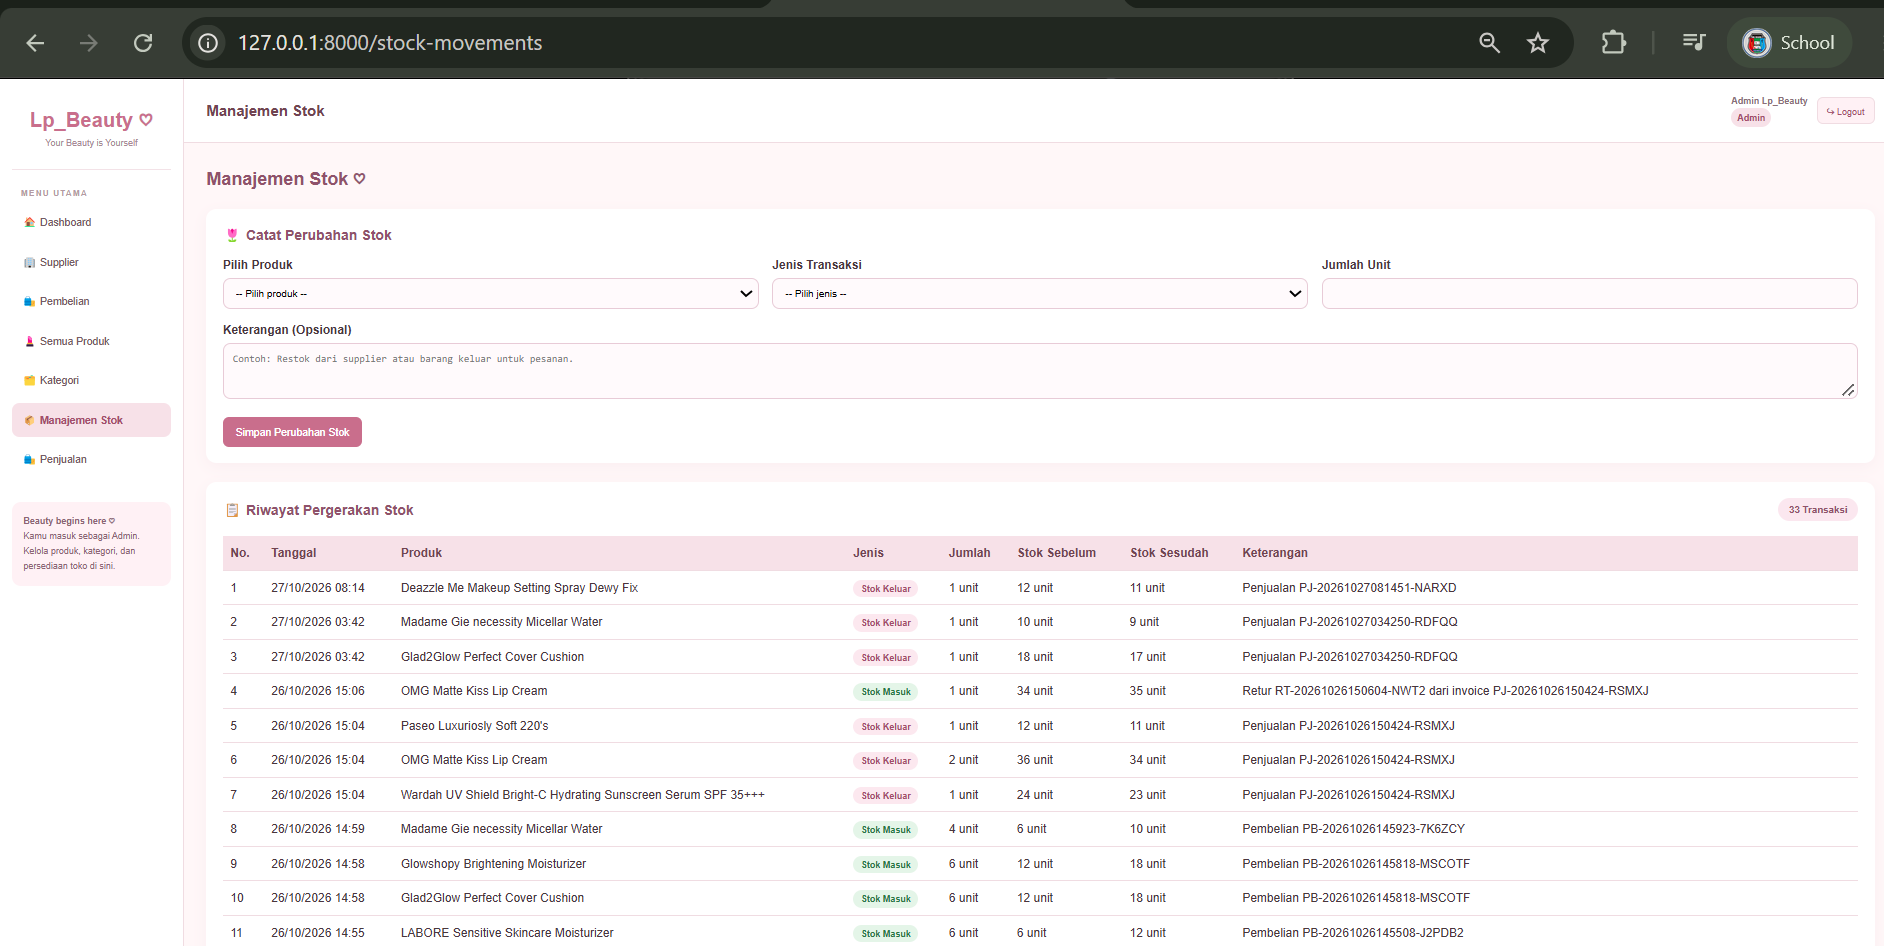 127.0.0.1:8000/stock-movements
School
Lp_Beauty ♡
Your Beauty is Yourself
MENU UTAMA
Dashboard
Supplier
Pembelian
Semua Produk
Kategori
Manajemen Stok
Penjualan
Beauty begins here ♡
Kamu masuk sebagai Admin.
Kelola produk, kategori, dan
persediaan toko di sini.
Manajemen Stok
Admin Lp_Beauty
Admin
Logout
Manajemen Stok ♡
Catat Perubahan Stok
Pilih Produk Jenis Transaksi Jumlah Unit
-- Pilih produk -- -- Pilih jenis --
Keterangan (Opsional)
Contoh: Restok dari supplier atau barang keluar untuk pesanan.
Simpan Perubahan Stok
Riwayat Pergerakan Stok 33 Transaksi
No. Tanggal Produk Jenis Jumlah Stok Sebelum Stok Sesudah Keterangan
1 27/10/2026 08:14 Deazzle Me Makeup Setting Spray Dewy Fix Stok Keluar 1 unit 12 unit 11 unit Penjualan PJ-20261027081451-NARXD
2 27/10/2026 03:42 Madame Gie necessity Micellar Water Stok Keluar 1 unit 10 unit 9 unit Penjualan PJ-20261027034250-RDFQQ
3 27/10/2026 03:42 Glad2Glow Perfect Cover Cushion Stok Keluar 1 unit 18 unit 17 unit Penjualan PJ-20261027034250-RDFQQ
4 26/10/2026 15:06 OMG Matte Kiss Lip Cream Stok Masuk 1 unit 34 unit 35 unit Retur RT-20261026150604-NWT2 dari invoice PJ-20261026150424-RSMXJ
5 26/10/2026 15:04 Paseo Luxuriosly Soft 220's Stok Keluar 1 unit 12 unit 11 unit Penjualan PJ-20261026150424-RSMXJ
6 26/10/2026 15:04 OMG Matte Kiss Lip Cream Stok Keluar 2 unit 36 unit 34 unit Penjualan PJ-20261026150424-RSMXJ
7 26/10/2026 15:04 Wardah UV Shield Bright-C Hydrating Sunscreen Serum SPF 35+++ Stok Keluar 1 unit 24 unit 23 unit Penjualan PJ-20261026150424-RSMXJ
8 26/10/2026 14:59 Madame Gie necessity Micellar Water Stok Masuk 4 unit 6 unit 10 unit Pembelian PB-20261026145923-7K6ZCY
9 26/10/2026 14:58 Glowshopy Brightening Moisturizer Stok Masuk 6 unit 12 unit 18 unit Pembelian PB-20261026145818-MSCOTF
10 26/10/2026 14:58 Glad2Glow Perfect Cover Cushion Stok Masuk 6 unit 12 unit 18 unit Pembelian PB-20261026145818-MSCOTF
11 26/10/2026 14:55 LABORE Sensitive Skincare Moisturizer Stok Masuk 6 unit 6 unit 12 unit Pembelian PB-20261026145508-J2PDB2